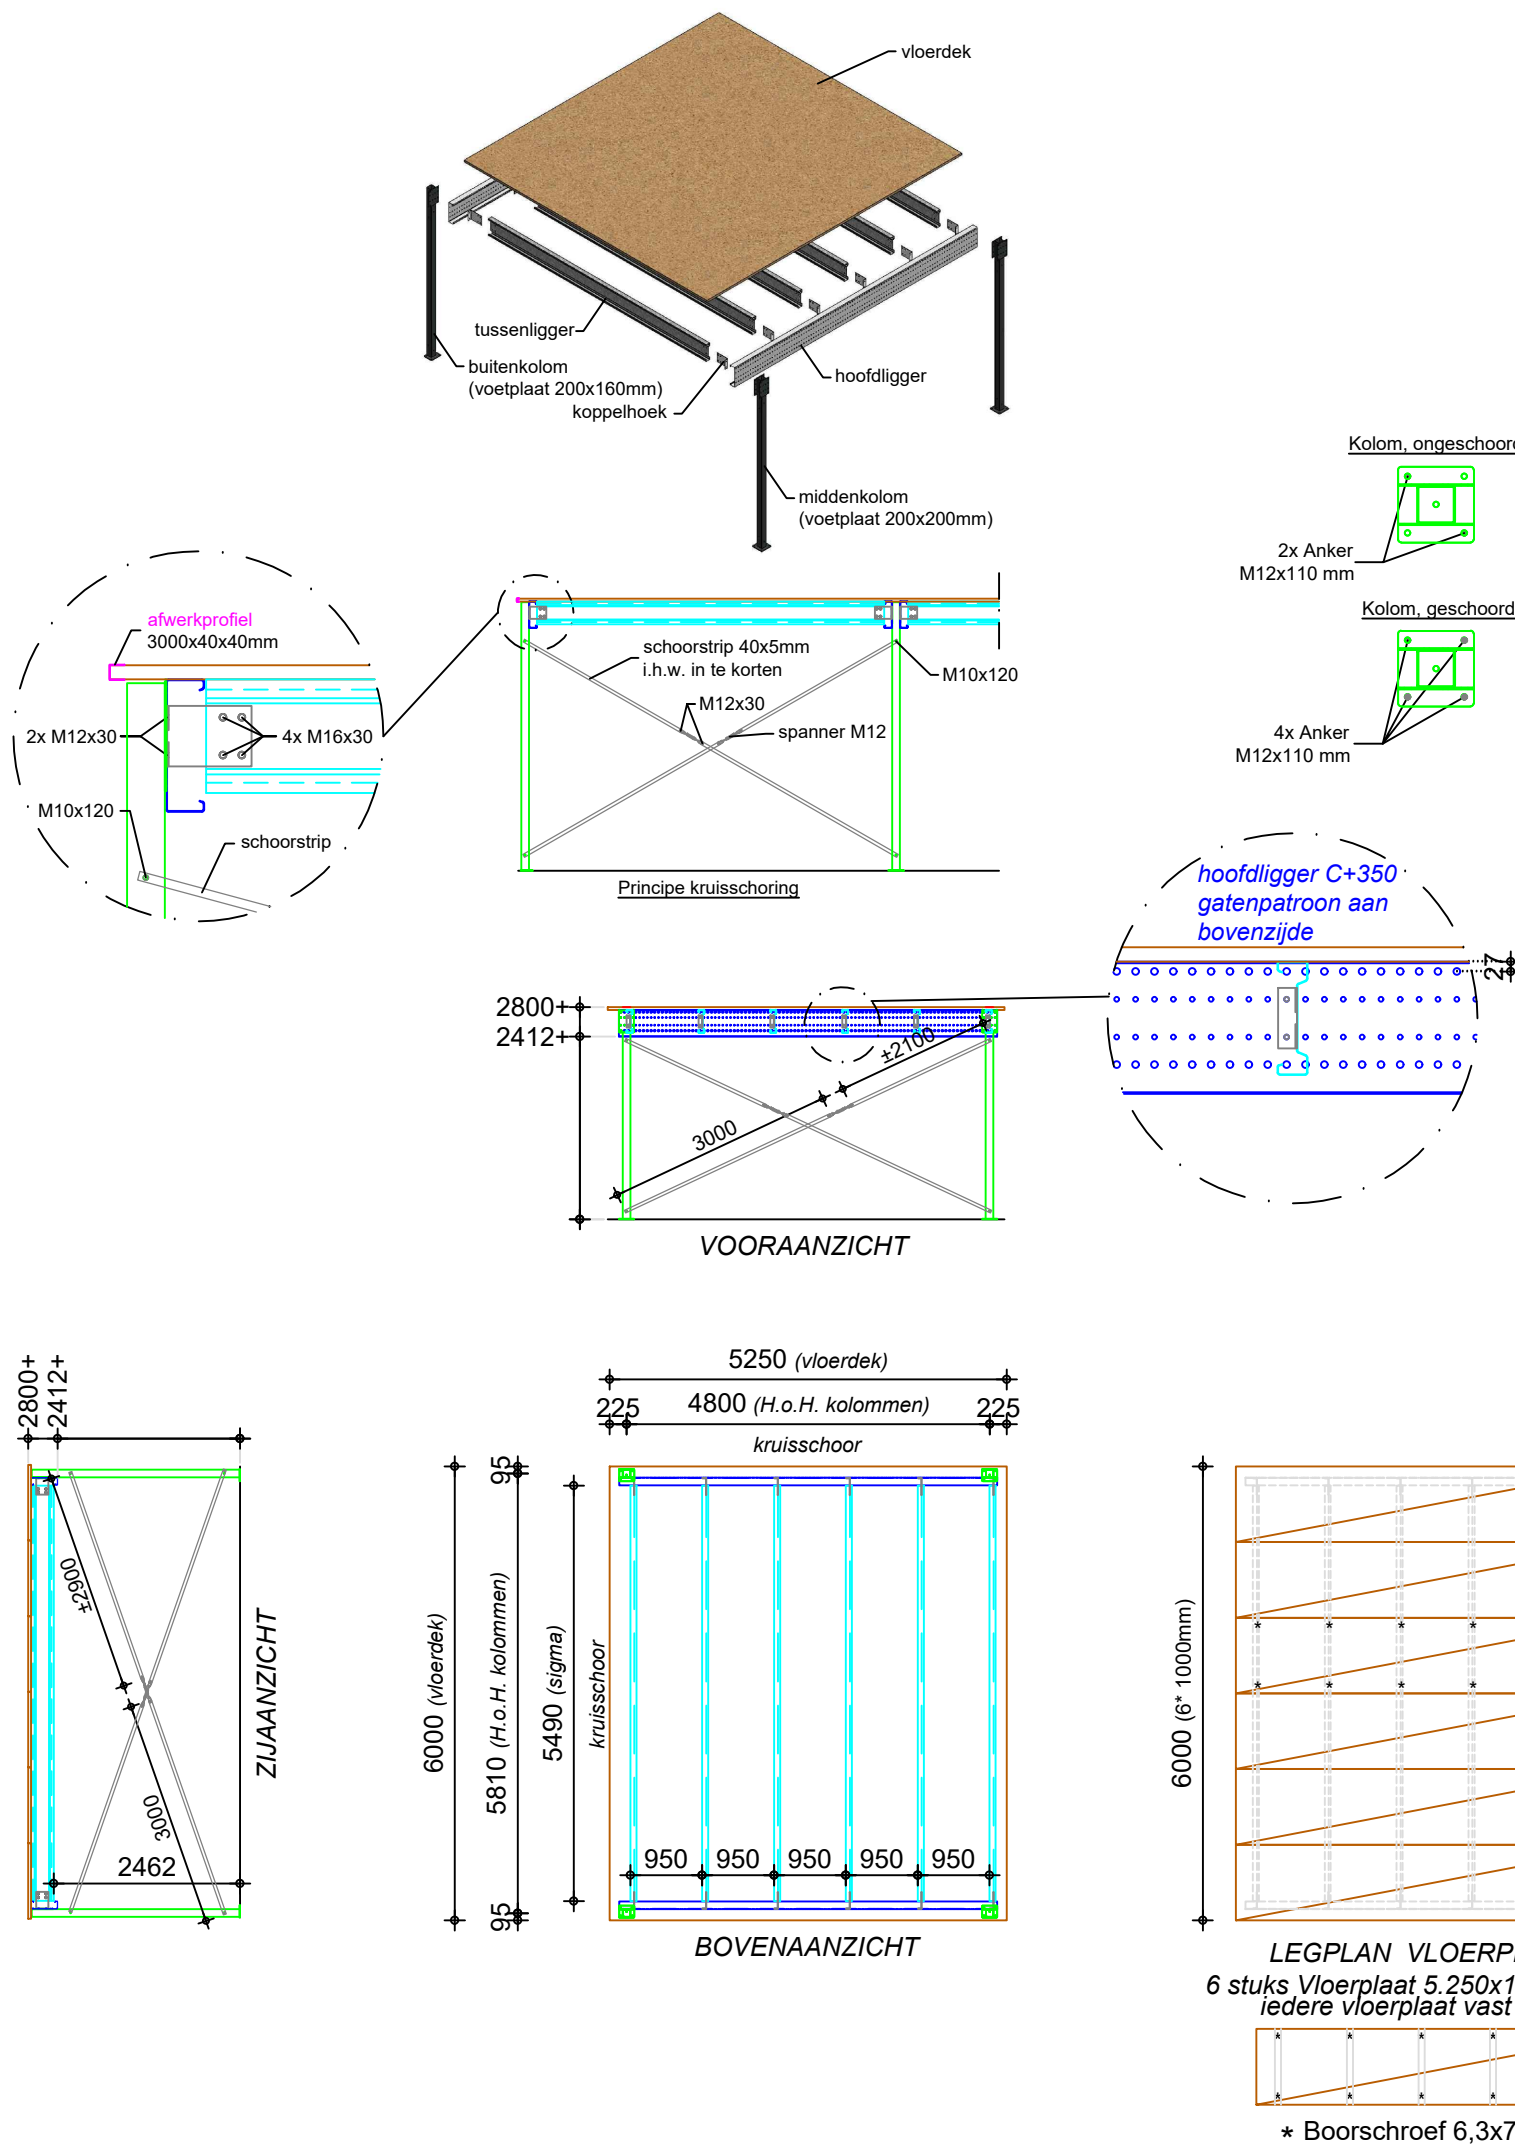 vloerdek
tussenligger
buitenkolom
(voetplaat 200x160mm)
koppelhoek
hoofdligger
middenkolom
(voetplaat 200x200mm)
Kolom, ongeschoord
2x Anker
M12x110 mm
Kolom, geschoord
4x Anker
M12x110 mm
afwerkprofiel
3000x40x40mm
2x M12x30
4x M16x30
M10x120
schoorstrip
schoorstrip 40x5mm
i.h.w. in te korten
M10x120
M12x30
spanner M12
Principe kruisschoring
hoofdligger C+350
gatenpatroon aan
bovenzijde
27
2800+
2412+
±2100
3000
VOORAANZICHT
2800+
2412+
±2900
3000
2462
ZIJAANZICHT
5250 (vloerdek)
225
4800 (H.o.H. kolommen)
225
kruisschoor
95
6000 (vloerdek)
5810 (H.o.H. kolommen)
5490 (sigma)
kruisschoor
95
950
950
950
950
950
BOVENAANZICHT
6000 (6* 1000mm)
* * * *
* * * *
LEGPLAN VLOERP
6 stuks Vloerplaat 5.250x1
iedere vloerplaat vast
* * * *
* * * *
* Boorschroef 6,3x7